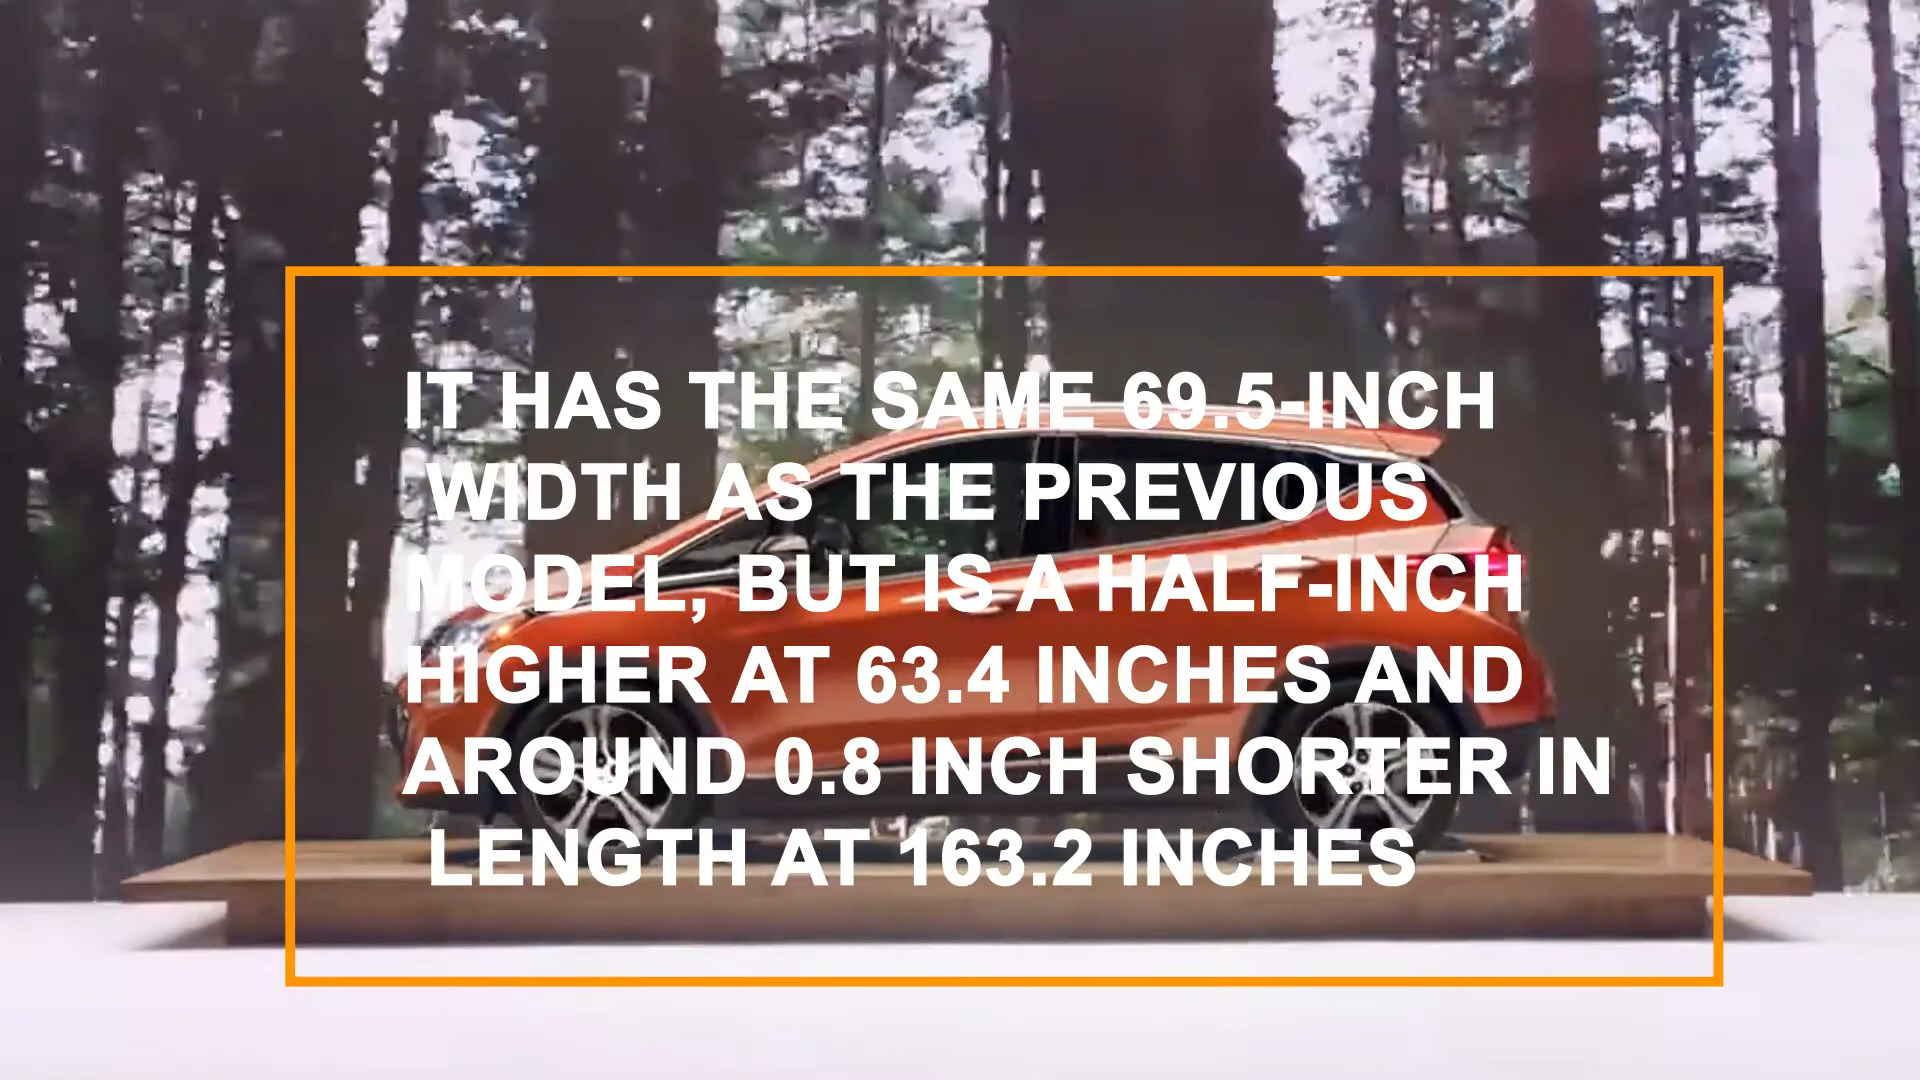 IT HAS THE SAME 69.5-INCH
WIDTH AS THE PREVIOUS
MODEL, BUT IS A HALF-INCH
HIGHER AT 63.4 INCHES AND
AROUND 0.8 INCH SHORTER IN
LENGTH AT 163.2 INCHES